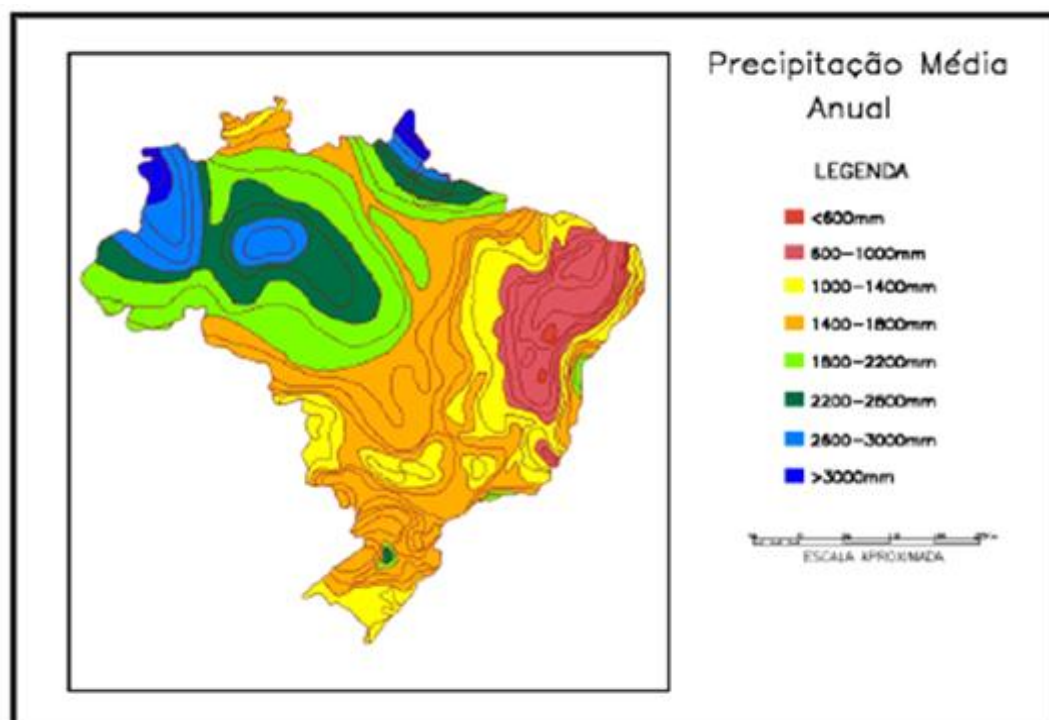 Precipitação Média
Anual
LEGENDA
<600mm
600-1000mm
1000-1400mm
1400-1800mm
1800-2200mm
2200-2600mm
2600-3000mm
>3000mm
ESCALA APROXIMADA